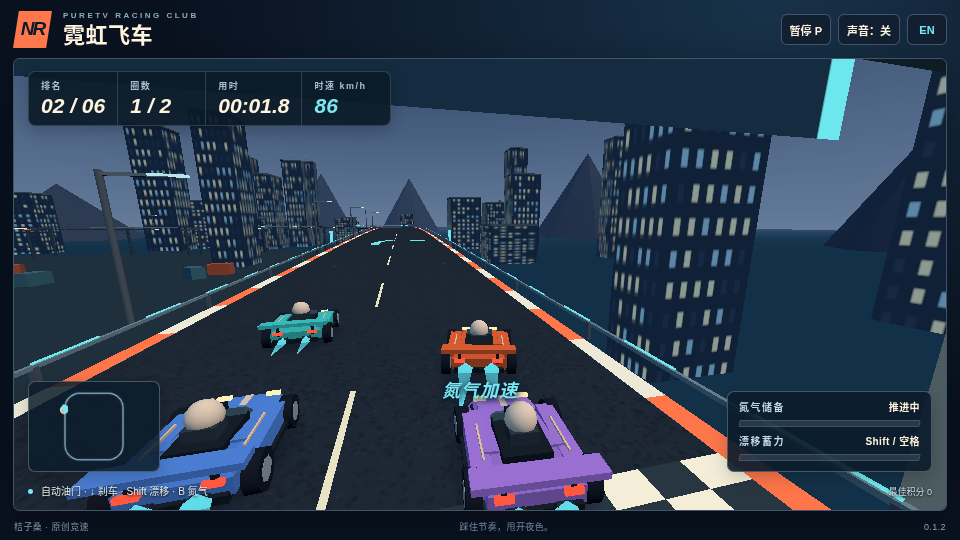 NR
PURETV RACING CLUB
霓虹飞车
暂停 P
声音：关
EN
排名
02 / 06
圈数
1 / 2
用时
00:01.8
时速 km/h
86
氮气加速
氮气储备
推进中
漂移蓄力
Shift / 空格
自动油门 · ↓ 刹车 · Shift 漂移 · B 氮气
最佳积分 0
桔子桑 · 原创竞速
踩住节奏，甩开夜色。
0.1.2